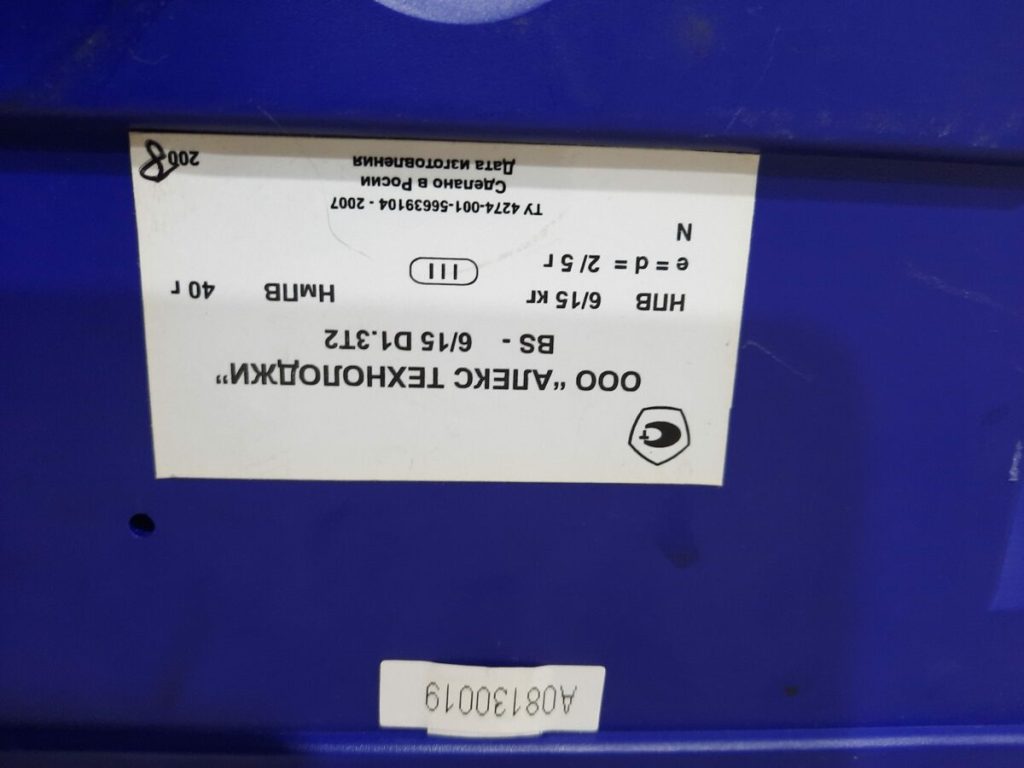 ООО “АЛЕКС ТЕХНОЛОДЖИ”
BS - 6/15 D1.3T2
НПВ 6/15 кг НмПВ 40 г
e = d = 2/ 5 г III
N
ТУ 4274-001-56639104 - 2007
Сделано в Росии
Дата изготовления 2008
A08130019